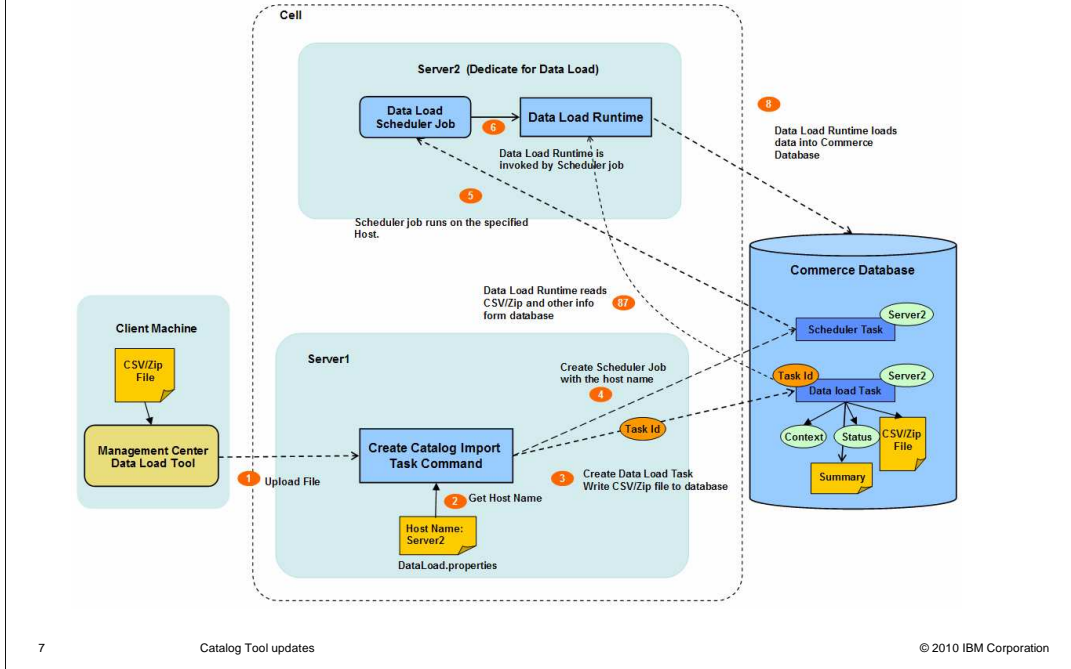 Cell
Server2 (Dedicate for Data Load)
Data Load
Scheduler Job
6
Data Load Runtime
Data Load Runtime is
invoked by Scheduler job
8
Data Load Runtime loads
data into Commerce
Database
5
Scheduler job runs on the specified
Host.
Commerce Database
Data Load Runtime reads
CSV/Zip and other info
form database
87
Server2
Scheduler Task
Client Machine
CSV/Zip
File
Management Center
Data Load Tool
Server1
Create Scheduler Job
with the host name
4
Task Id
Server2
Data load Task
Context
Status
CSV/Zip
File
Summary
Task Id
Create Catalog Import
Task Command
1
Upload File
3
Create Data Load Task
Write CSV/Zip file to database
2
Get Host Name
Host Name:
Server2
DataLoad.properties
7
Catalog Tool updates
© 2010 IBM Corporation